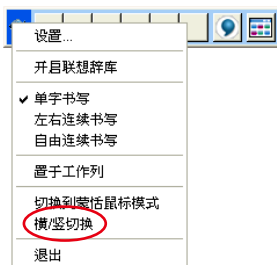 设置...
开启联想辞库
单字书写
左右连续书写
自由连续书写
置于工作列
切换到蒙恬鼠标模式
横/竖切换
退出